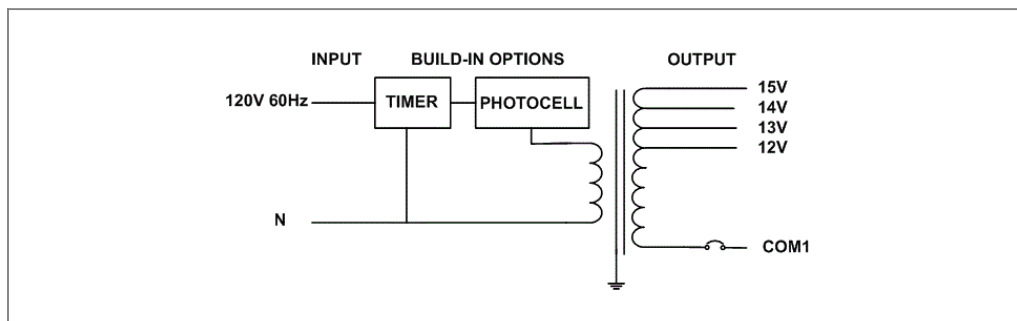 INPUT
BUILD-IN OPTIONS
OUTPUT
120V 60Hz
TIMER
PHOTOCELL
15V
14V
13V
12V
N
COM1